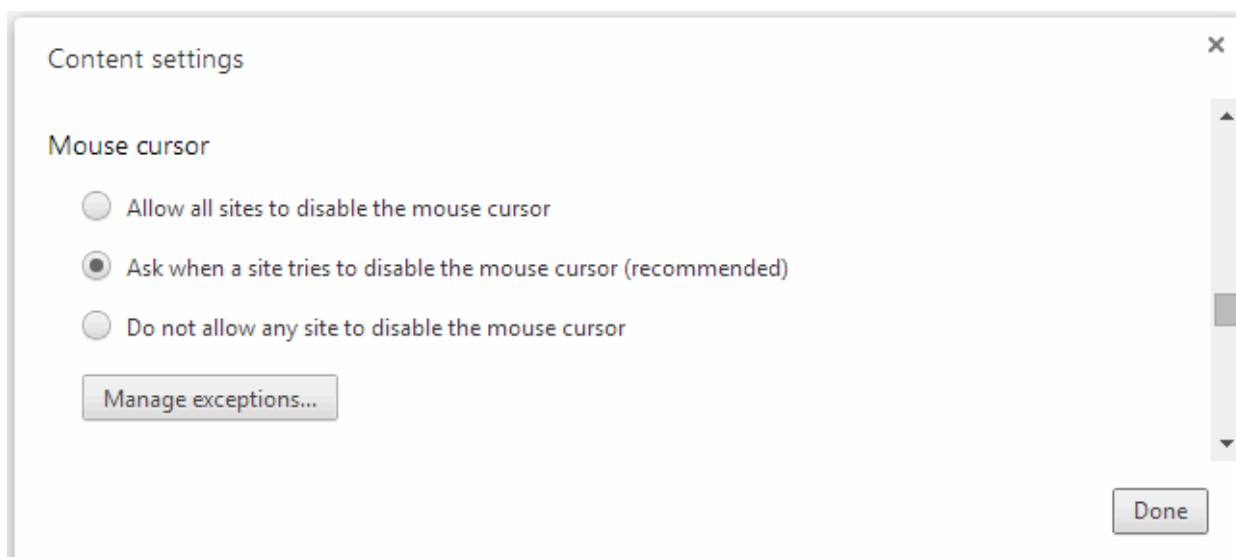 Content settings
Mouse cursor
Allow all sites to disable the mouse cursor
Ask when a site tries to disable the mouse cursor (recommended)
Do not allow any site to disable the mouse cursor
Manage exceptions...
Done